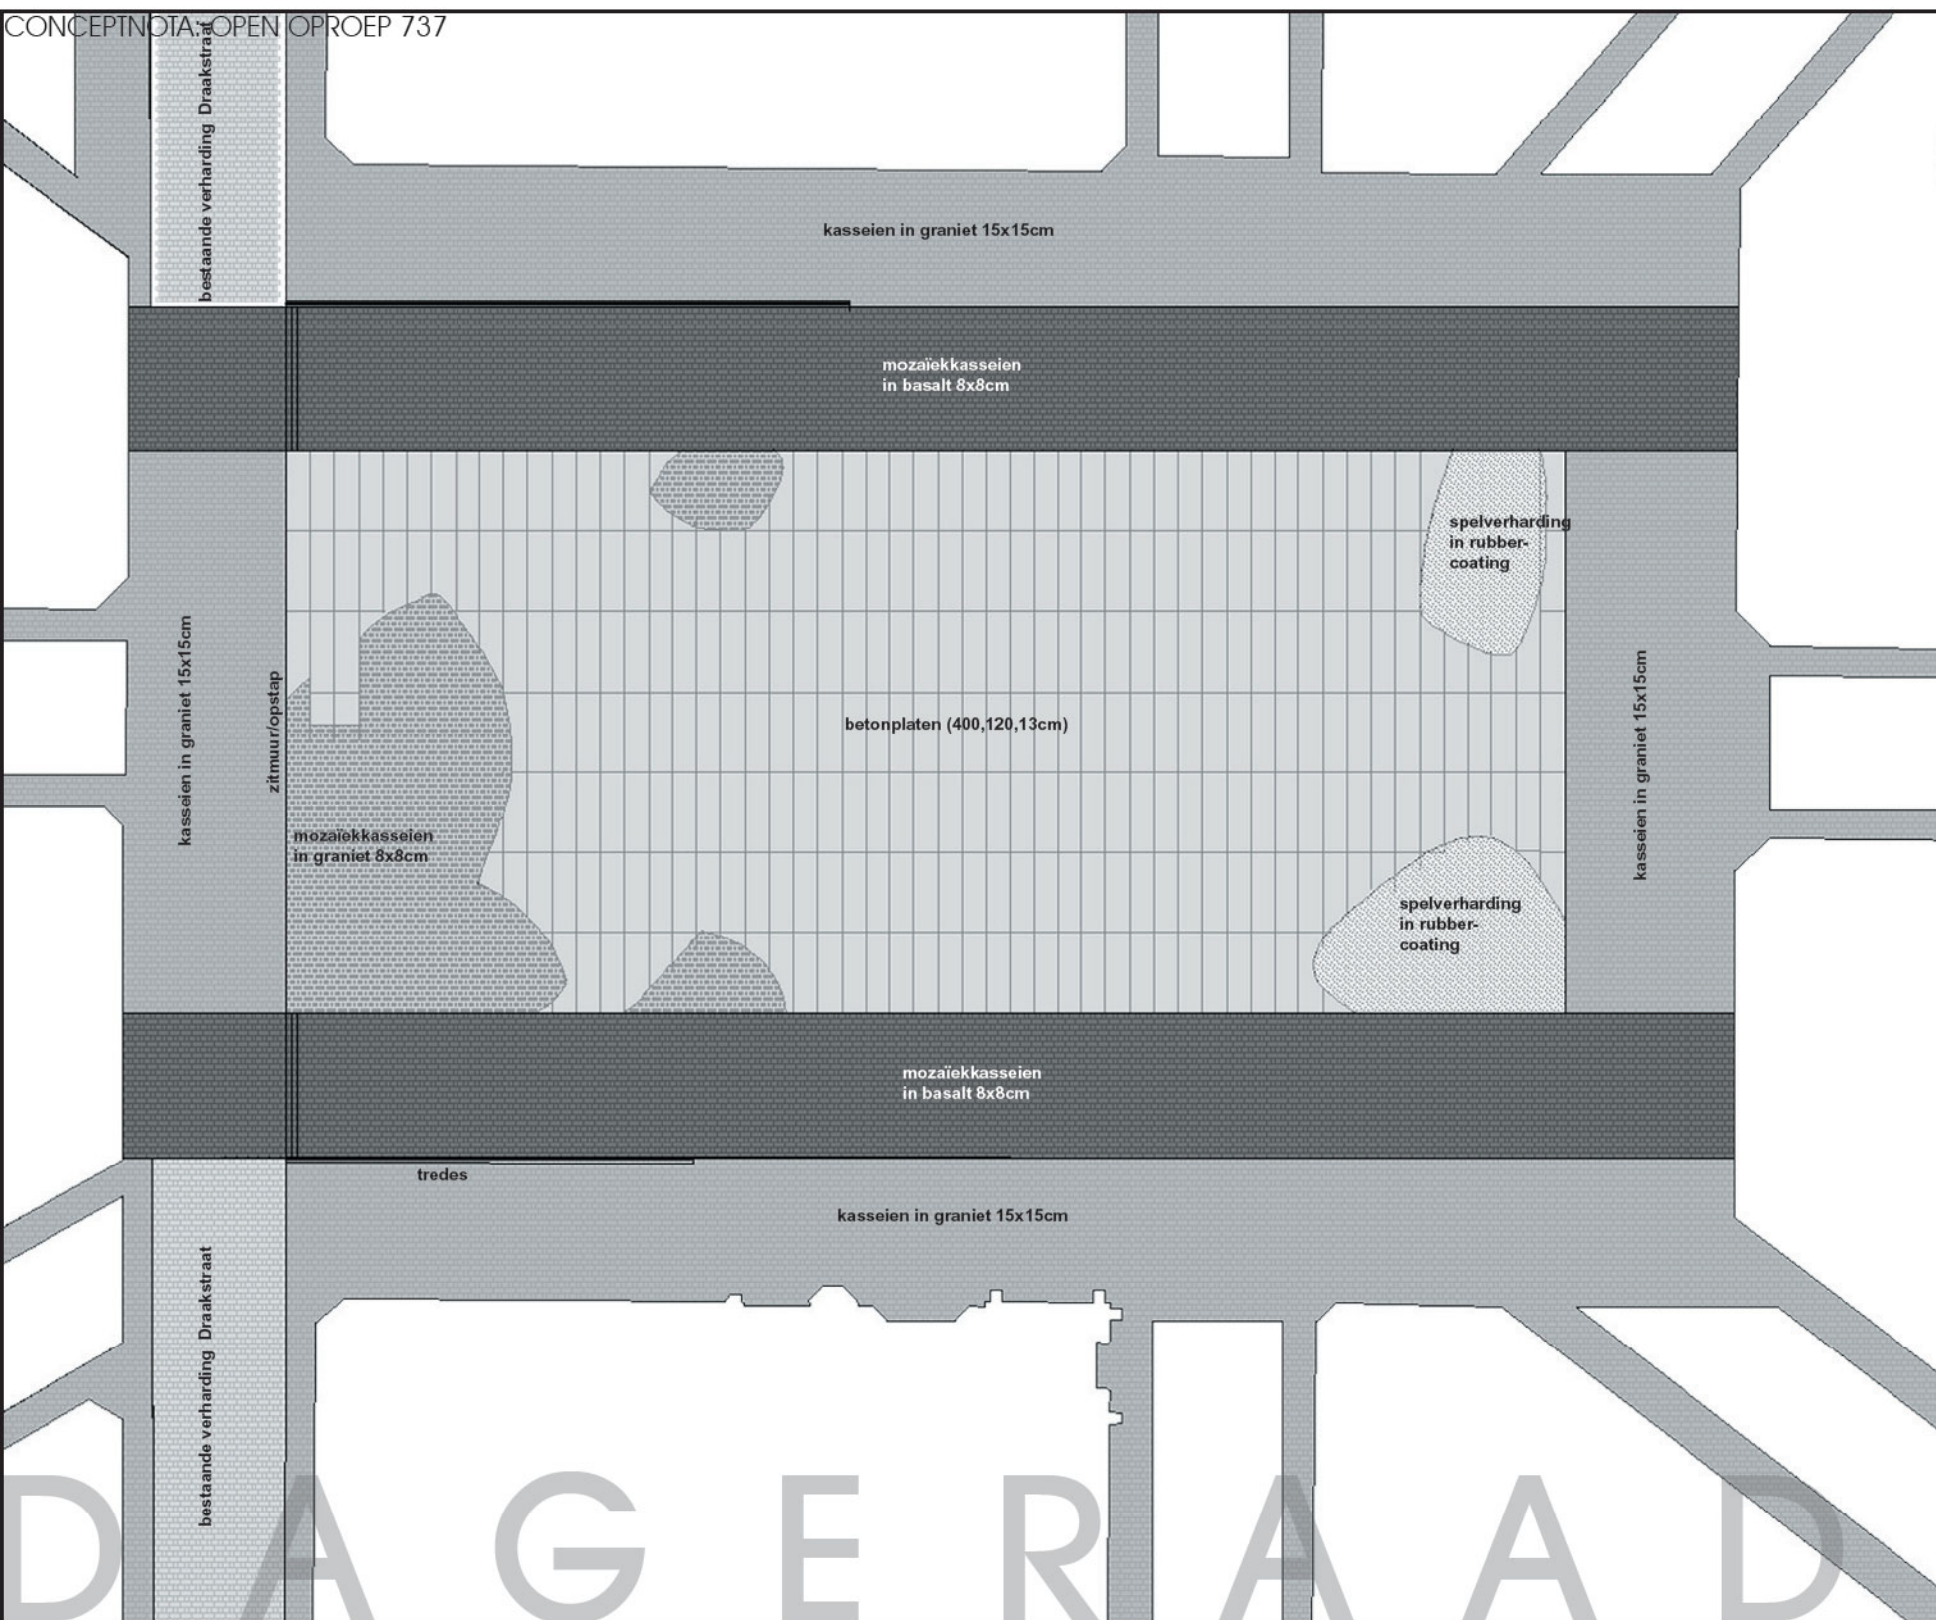 CONCEPTNOTA: OPEN OPROEP 737
bestaande verharding Draakstraat
kasseien in graniet 15x15cm
mozaïekkasseien
in basalt 8x8cm
spelverharding
in rubber-
coating
kasseien in graniet 15x15cm
zitmuur/opstap
betonplaten (400,120,13cm)
kasseien in graniet 15x15cm
mozaïekkasseien
in graniet 8x8cm
spelverharding
in rubber-
coating
mozaïekkasseien
in basalt 8x8cm
tredes
kasseien in graniet 15x15cm
bestaande verharding Draakstraat
DAGERAAD